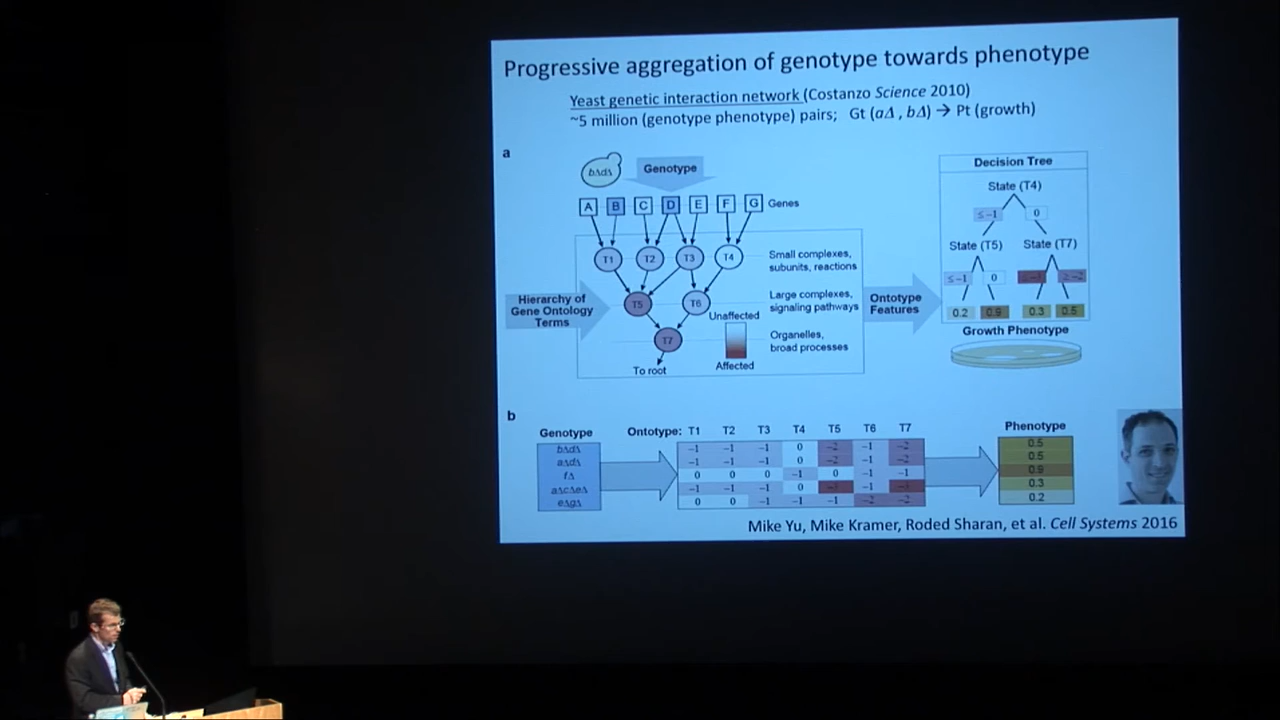 Progressive aggregation of genotype towards phenotype
Yeast genetic interaction network (Costanzo Science 2010)
~5 million (genotype phenotype) pairs; Gt (aΔ , bΔ) → Pt (growth)
a
bΔdΔ
Genotype
A B C D E F G Genes
T1 T2 T3 T4
Small complexes,
subunits, reactions
Hierarchy of
Gene Ontology
Terms
T5 T6
Large complexes,
signaling pathways
Unaffected
T7
Organelles,
broad processes
Affected
To root
Ontotype
Features
Decision Tree
State (T4)
≤ −1 0
State (T5) State (T7)
≤ −1 0
0.2 0.9 0.3 0.5
Growth Phenotype
b
Genotype
Ontotype: T1 T2 T3 T4 T5 T6 T7
Phenotype
bΔdΔ −1 −1 −1 0 −2 −1 −2 0.5
aΔdΔ −1 −1 −1 0 −2 −1 −2 0.5
fΔ 0 0 0 −1 0 −1 −1 0.9
aΔcΔeΔ −1 −1 −1 0 −1 0.3
eΔgΔ 0 0 −1 −1 −1 −2 −2 0.2
Mike Yu, Mike Kramer, Roded Sharan, et al. Cell Systems 2016